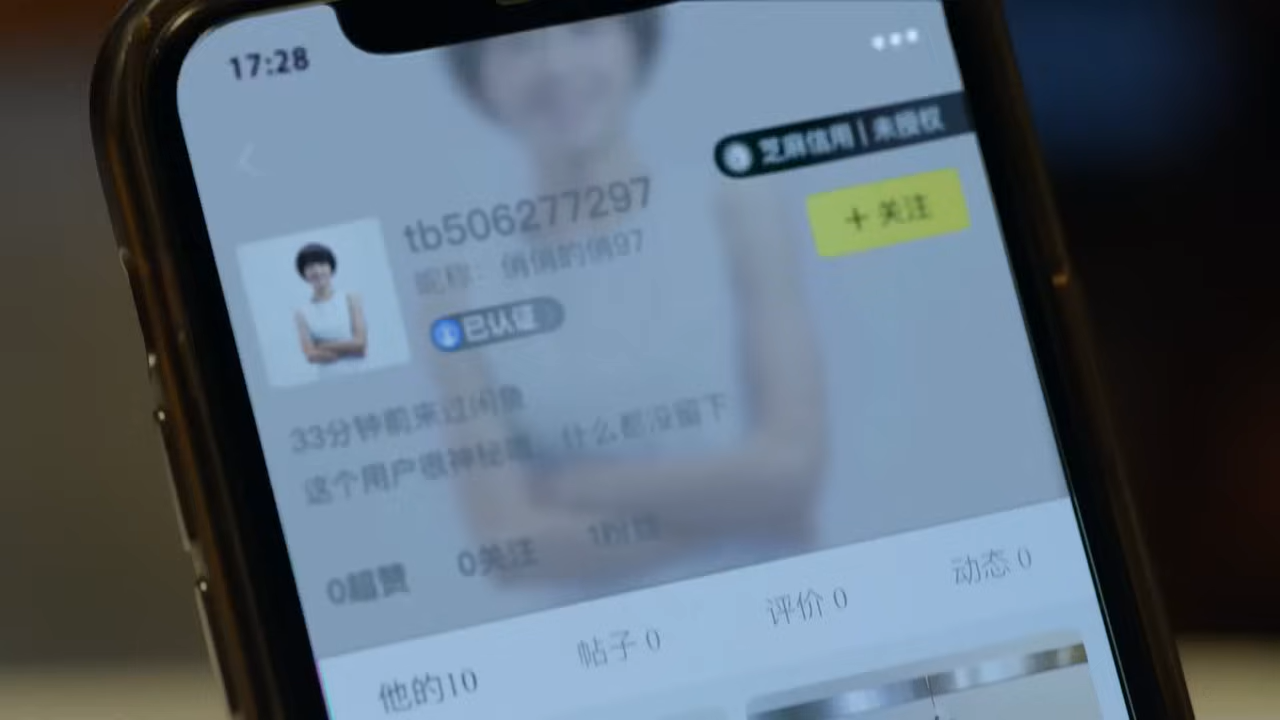 17:28
芝麻信用 | 未授权
+ 关注
tb506277297
昵称：俏俏的俏97
已认证
33分钟前来过闲鱼
这个用户很神秘 什么都没留下
0超赞 0关注
他的10 帖子 0 评价 0 动态 0